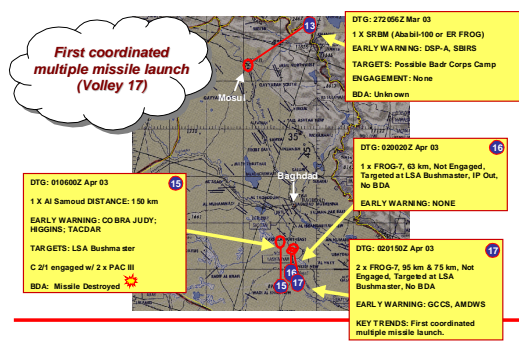 First coordinated
multiple missile launch
(Volley 17)
13
DTG: 272056Z Mar 03
1 X SRBM (Ababil-100 or ER FROG)
EARLY WARNING: DSP-A, SBIRS
TARGETS: Possible Badr Corps Camp
ENGAGEMENT: None
BDA: Unknown
Mosul
35
Baghdad
DTG: 020020Z Apr 03
16
1 x FROG-7, 63 km, Not Engaged,
Targeted at LSA Bushmaster, IP Out,
No BDA
EARLY WARNING: NONE
DTG: 010600Z Apr 03
15
1 X Al Samoud DISTANCE: 150 km
EARLY WARNING: COBRA JUDY;
HIGGINS; TACDAR
TARGETS: LSA Bushmaster
C 2/1 engaged w/ 2 x PAC III
BDA: Missile Destroyed
DTG: 020150Z Apr 03
17
2 x FROG-7, 95 km & 75 km, Not
Engaged, Targeted at LSA
Bushmaster, No BDA
EARLY WARNING: GCCS, AMDWS
KEY TRENDS: First coordinated
multiple missile launch.
16
15
17